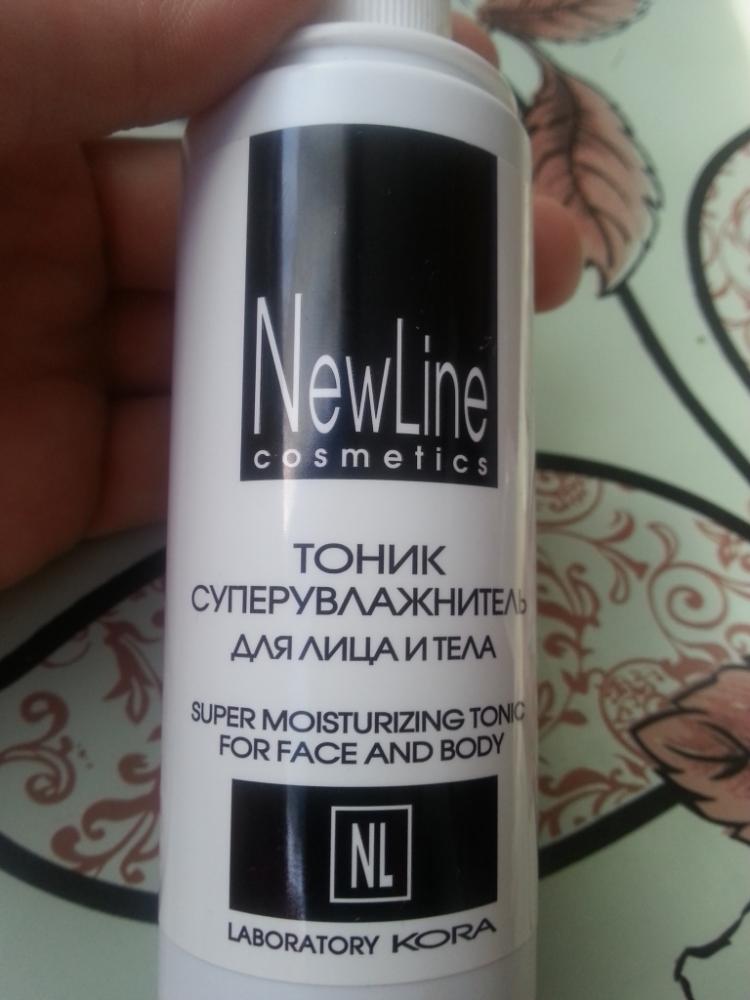 NewLine
cosmetics
ТОНИК
СУПЕРУВЛАЖНИТЕЛЬ
ДЛЯ ЛИЦА И ТЕЛА
SUPER MOISTURIZING TONIC
FOR FACE AND BODY
NL
LABORATORY KORA